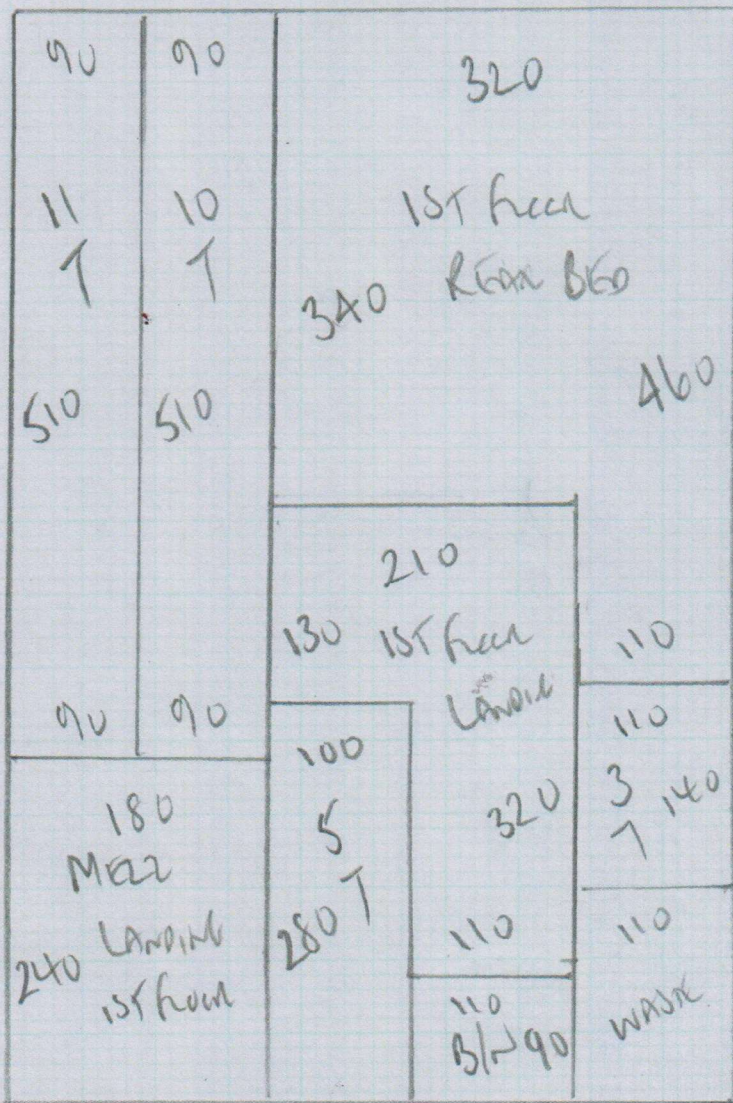 90 90 320
11 10 1ST FLOOR
T T REAR BED
340
510 510 460
210
130 1ST FLOOR 110
LANDING
90 90
100 110
180 5 320 3 140
MEZZ T T
LANDING 280 110 110
240
1ST FLOOR 110 WASTE
B/N 90